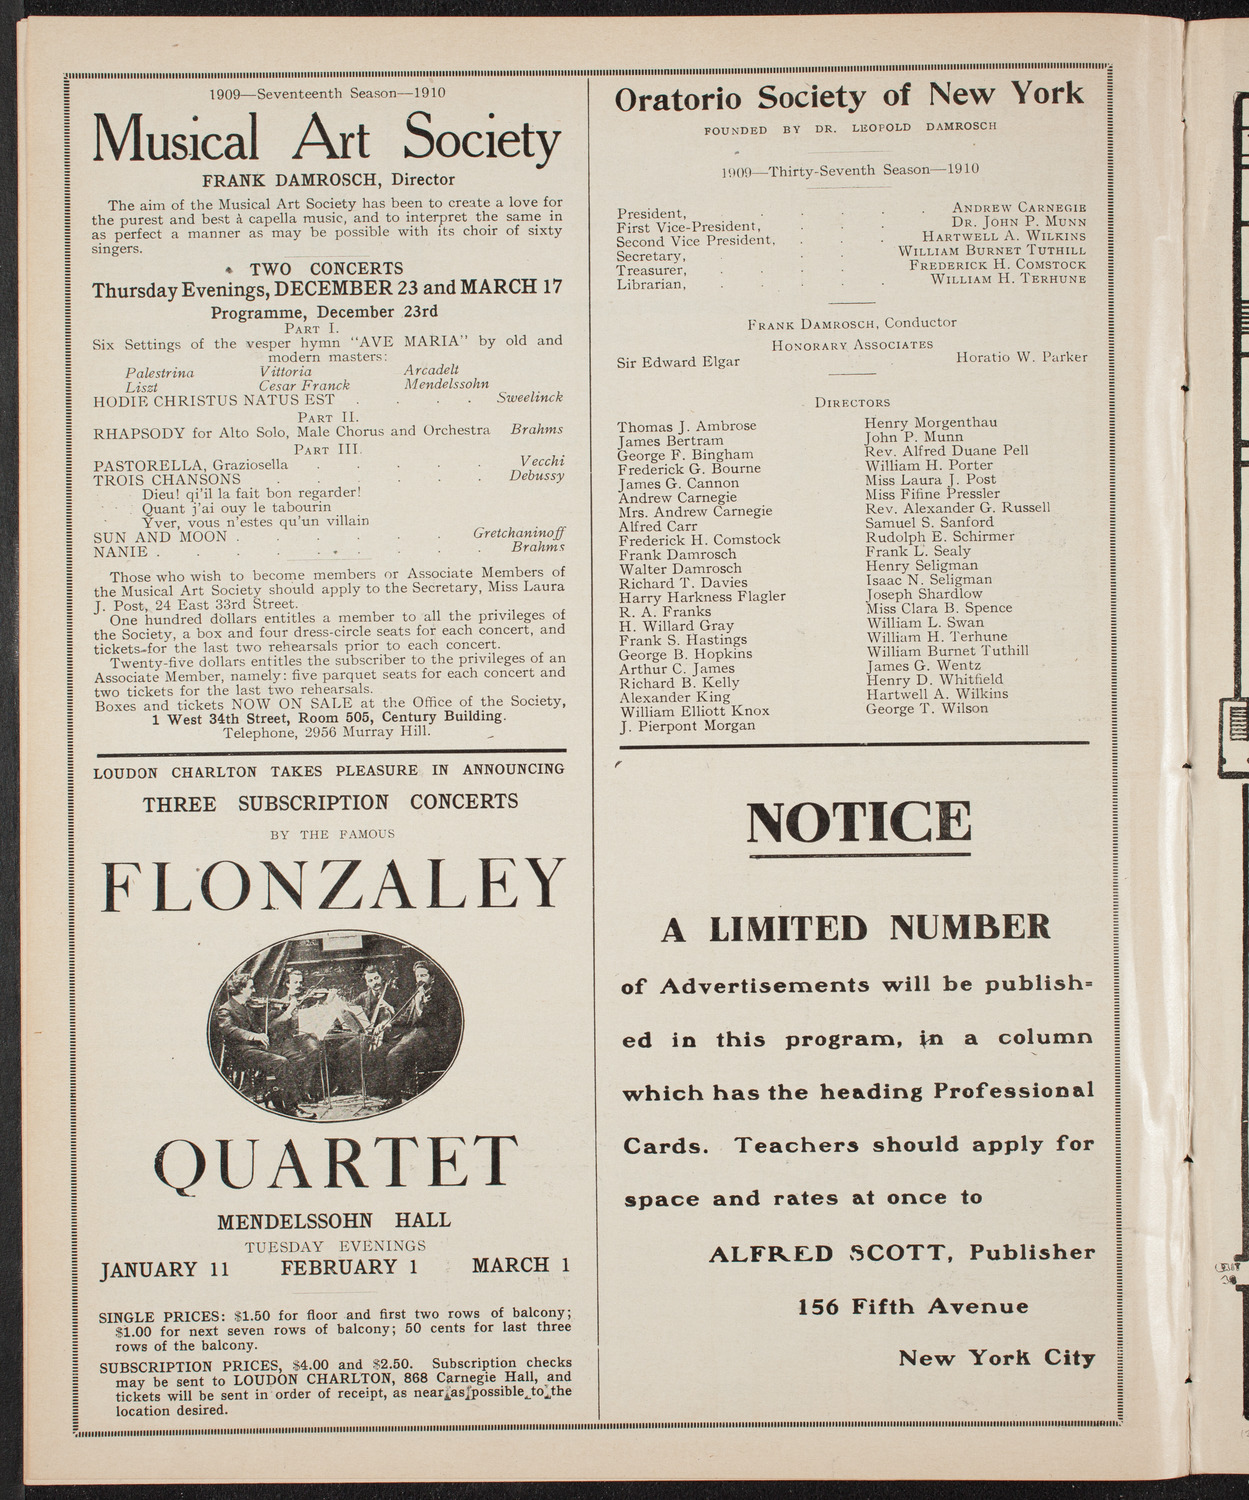 1909—Seventeenth Season—1910
Musical Art Society
FRANK DAMROSCH, Director
The aim of the Musical Art Society has been to create a love for
the purest and best à capella music, and to interpret the same in
as perfect a manner as may be possible with its choir of sixty
singers.
TWO CONCERTS
Thursday Evenings, DECEMBER 23 and MARCH 17
Programme, December 23rd
PART I.
Six Settings of the vesper hymn "AVE MARIA" by old and
modern masters:
Palestrina Vittoria Arcadelt
Liszt Cesar Franck Mendelssohn
HODIE CHRISTUS NATUS EST . . . . Sweelinck
PART II.
RHAPSODY for Alto Solo, Male Chorus and Orchestra Brahms
PART III.
PASTORELLA, Graziosella . . . . . Vecchi
TROIS CHANSONS . . . . . . Debussy
Dieu! qi'il la fait bon regarder!
Quant j'ai ouy le tabourin
Yver, vous n'estes qu'un villain
SUN AND MOON . . . . . . Gretchaninoff
NANIE . . . . . . . . . Brahms
Those who wish to become members or Associate Members of
the Musical Art Society should apply to the Secretary, Miss Laura
J. Post, 24 East 33rd Street.
One hundred dollars entitles a member to all the privileges of
the Society, a box and four dress-circle seats for each concert, and
tickets-for the last two rehearsals prior to each concert.
Twenty-five dollars entitles the subscriber to the privileges of an
Associate Member, namely: five parquet seats for each concert and
two tickets for the last two rehearsals.
Boxes and tickets NOW ON SALE at the Office of the Society,
1 West 34th Street, Room 505, Century Building.
Telephone, 2956 Murray Hill.
LOUDON CHARLTON TAKES PLEASURE IN ANNOUNCING
THREE SUBSCRIPTION CONCERTS
BY THE FAMOUS
FLONZALEY
QUARTET
MENDELSSOHN HALL
TUESDAY EVENINGS
JANUARY 11 FEBRUARY 1 MARCH 1
SINGLE PRICES: $1.50 for floor and first two rows of balcony;
$1.00 for next seven rows of balcony; 50 cents for last three
rows of the balcony.
SUBSCRIPTION PRICES, $4.00 and $2.50. Subscription checks
may be sent to LOUDON CHARLTON, 868 Carnegie Hall, and
tickets will be sent in order of receipt, as near as possible to the
location desired.
Oratorio Society of New York
FOUNDED BY DR. LEOPOLD DAMROSCH
1909—Thirty-Seventh Season—1910
President, . . . . . ANDREW CARNEGIE
First Vice-President, . . . DR. JOHN P. MUNN
Second Vice President, . . . HARTWELL A. WILKINS
Secretary, . . . WILLIAM BURNET TUTHILL
Treasurer, . . . . FREDERICK H. COMSTOCK
Librarian, . . . . . WILLIAM H. TERHUNE
FRANK DAMROSCH, Conductor
HONORARY ASSOCIATES
Sir Edward Elgar Horatio W. Parker
DIRECTORS
Thomas J. Ambrose
James Bertram
George F. Bingham
Frederick G. Bourne
James G. Cannon
Andrew Carnegie
Mrs. Andrew Carnegie
Alfred Carr
Frederick H. Comstock
Frank Damrosch
Walter Damrosch
Richard T. Davies
Harry Harkness Flagler
R. A. Franks
H. Willard Gray
Frank S. Hastings
George B. Hopkins
Arthur C. James
Richard B. Kelly
Alexander King
William Elliott Knox
J. Pierpont Morgan
Henry Morgenthau
John P. Munn
Rev. Alfred Duane Pell
William H. Porter
Miss Laura J. Post
Miss Fifine Pressler
Rev. Alexander G. Russell
Samuel S. Sanford
Rudolph E. Schirmer
Frank L. Sealy
Henry Seligman
Isaac N. Seligman
Joseph Shardlow
Miss Clara B. Spence
William L. Swan
William H. Terhune
William Burnet Tuthill
James G. Wentz
Henry D. Whitfield
Hartwell A. Wilkins
George T. Wilson
NOTICE
A LIMITED NUMBER
of Advertisements will be publish=
ed in this program, in a column
which has the heading Professional
Cards. Teachers should apply for
space and rates at once to
ALFRED SCOTT, Publisher
156 Fifth Avenue
New York City